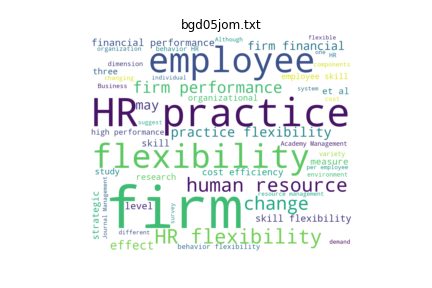 bgd05jom.txt
financial performance
behavior HR
Although
flexible
organization
firm financial
one HR
dimension
employee
components
three
changing
individual
employee skill
Business
firm performance
system
et al
HR
may
practice
organizational
cost
suggest
high performance
practice flexibility
skill
Academy Management
flexibility
variety
measure
study
cost efficiency
per employee
research
human resource
environment
strategic
Journal Management
firm
resource management
level
survey
change
skill flexibility
different
effect
HR flexibility
behavior flexibility
demand